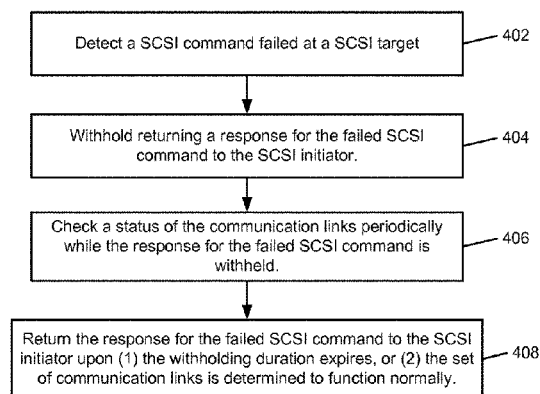 Detect a SCSI command failed at a SCSI target
402
Withhold returning a response for the failed SCSI
command to the SCSI initiator.
404
Check a status of the communication links periodically
while the response for the failed SCSI command is
withheld.
406
Return the response for the failed SCSI command to the SCSI
initiator upon (1) the withholding duration expires, or (2) the set
of communication links is determined to function normally.
408